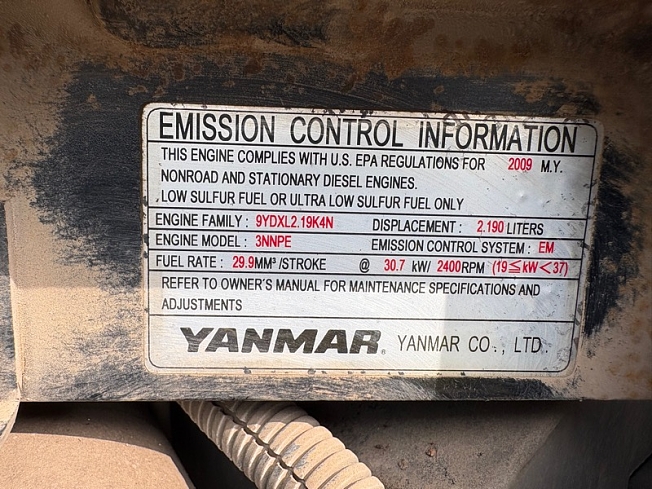 EMISSION CONTROL INFORMATION
THIS ENGINE COMPLIES WITH U.S. EPA REGULATIONS FOR 2009 M.Y.
NONROAD AND STATIONARY DIESEL ENGINES.
LOW SULFUR FUEL OR ULTRA LOW SULFUR FUEL ONLY
ENGINE FAMILY : 9YDXL2.19K4N DISPLACEMENT : 2.190 LITERS
ENGINE MODEL : 3NNPE EMISSION CONTROL SYSTEM : EM
FUEL RATE : 29.9MM³ /STROKE @ 30.7 kW/ 2400RPM (19≦kW<37)
REFER TO OWNER'S MANUAL FOR MAINTENANCE SPECIFICATIONS AND
ADJUSTMENTS
YANMAR® YANMAR CO., LTD.